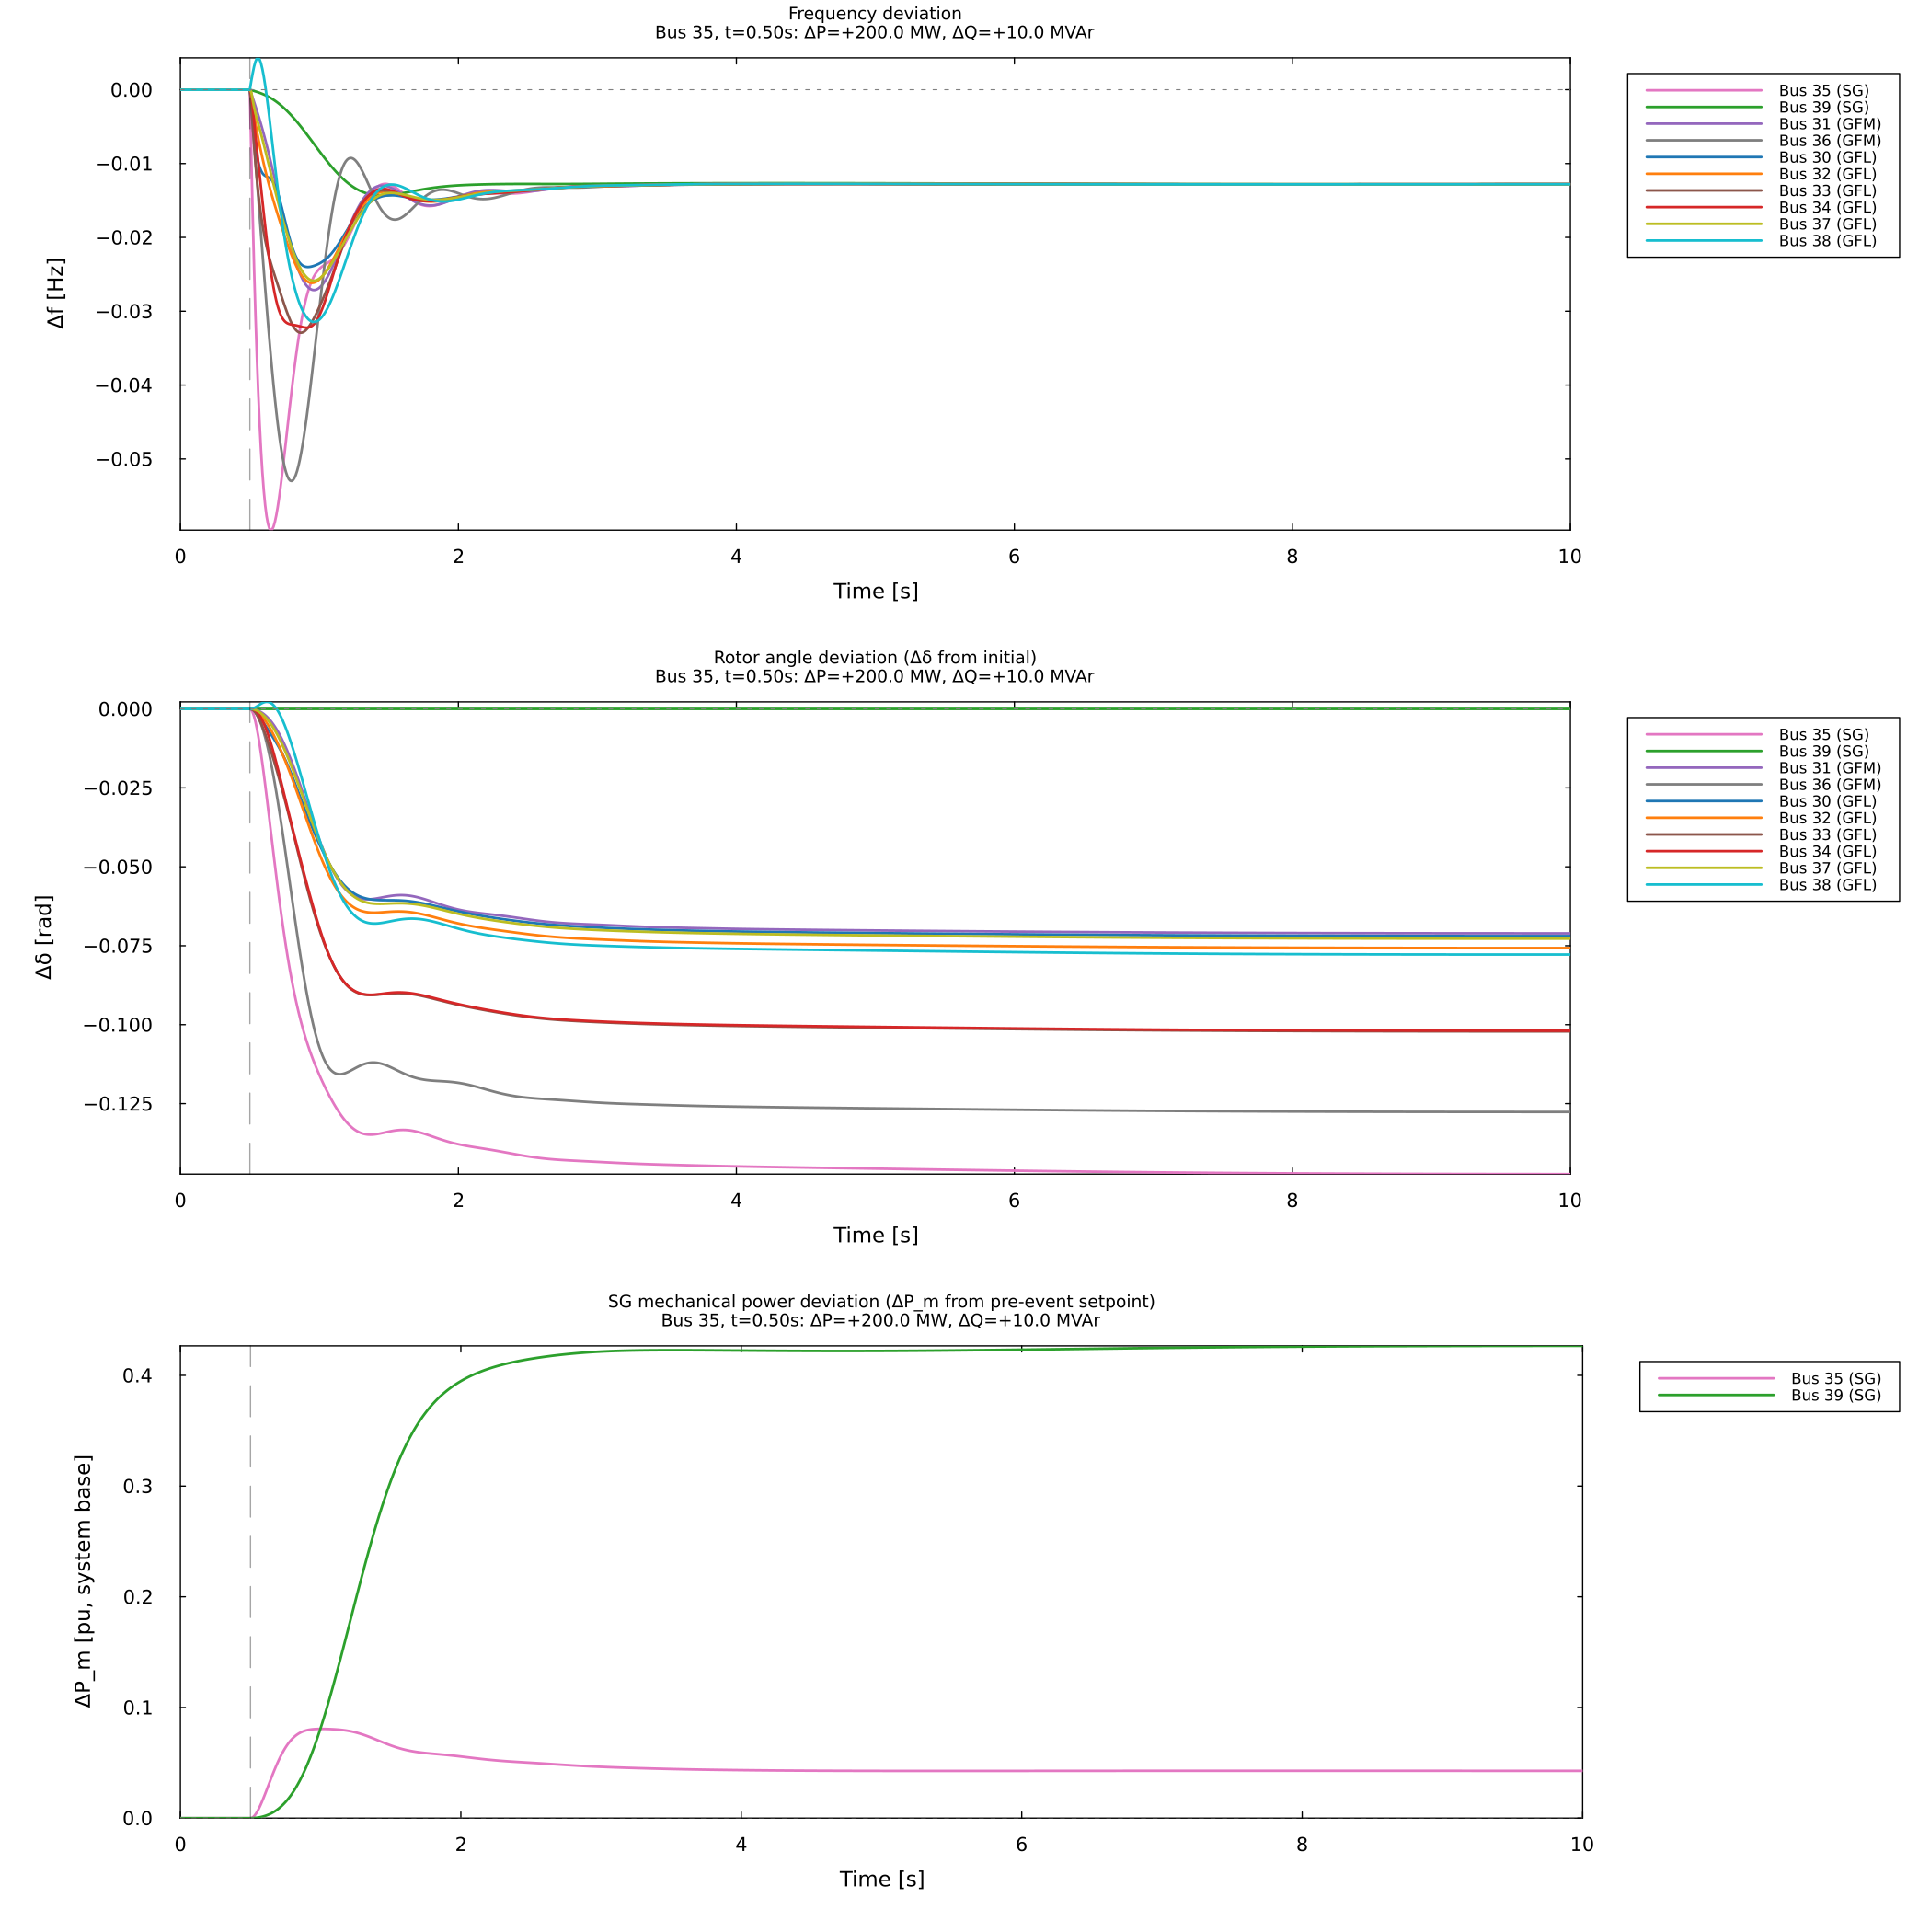 Frequency deviation
Bus 35, t=0.50s: ΔP=+200.0 MW, ΔQ=+10.0 MVAr
Δf [Hz]
0.00
−0.01
−0.02
−0.03
−0.04
−0.05
0 2 4 6 8 10
Time [s]
Bus 35 (SG)
Bus 39 (SG)
Bus 31 (GFM)
Bus 36 (GFM)
Bus 30 (GFL)
Bus 32 (GFL)
Bus 33 (GFL)
Bus 34 (GFL)
Bus 37 (GFL)
Bus 38 (GFL)
Rotor angle deviation (Δδ from initial)
Bus 35, t=0.50s: ΔP=+200.0 MW, ΔQ=+10.0 MVAr
Δδ [rad]
0.000
−0.025
−0.050
−0.075
−0.100
−0.125
0 2 4 6 8 10
Time [s]
Bus 35 (SG)
Bus 39 (SG)
Bus 31 (GFM)
Bus 36 (GFM)
Bus 30 (GFL)
Bus 32 (GFL)
Bus 33 (GFL)
Bus 34 (GFL)
Bus 37 (GFL)
Bus 38 (GFL)
SG mechanical power deviation (ΔP_m from pre-event setpoint)
Bus 35, t=0.50s: ΔP=+200.0 MW, ΔQ=+10.0 MVAr
ΔP_m [pu, system base]
0.4
0.3
0.2
0.1
0.0
0 2 4 6 8 10
Time [s]
Bus 35 (SG)
Bus 39 (SG)